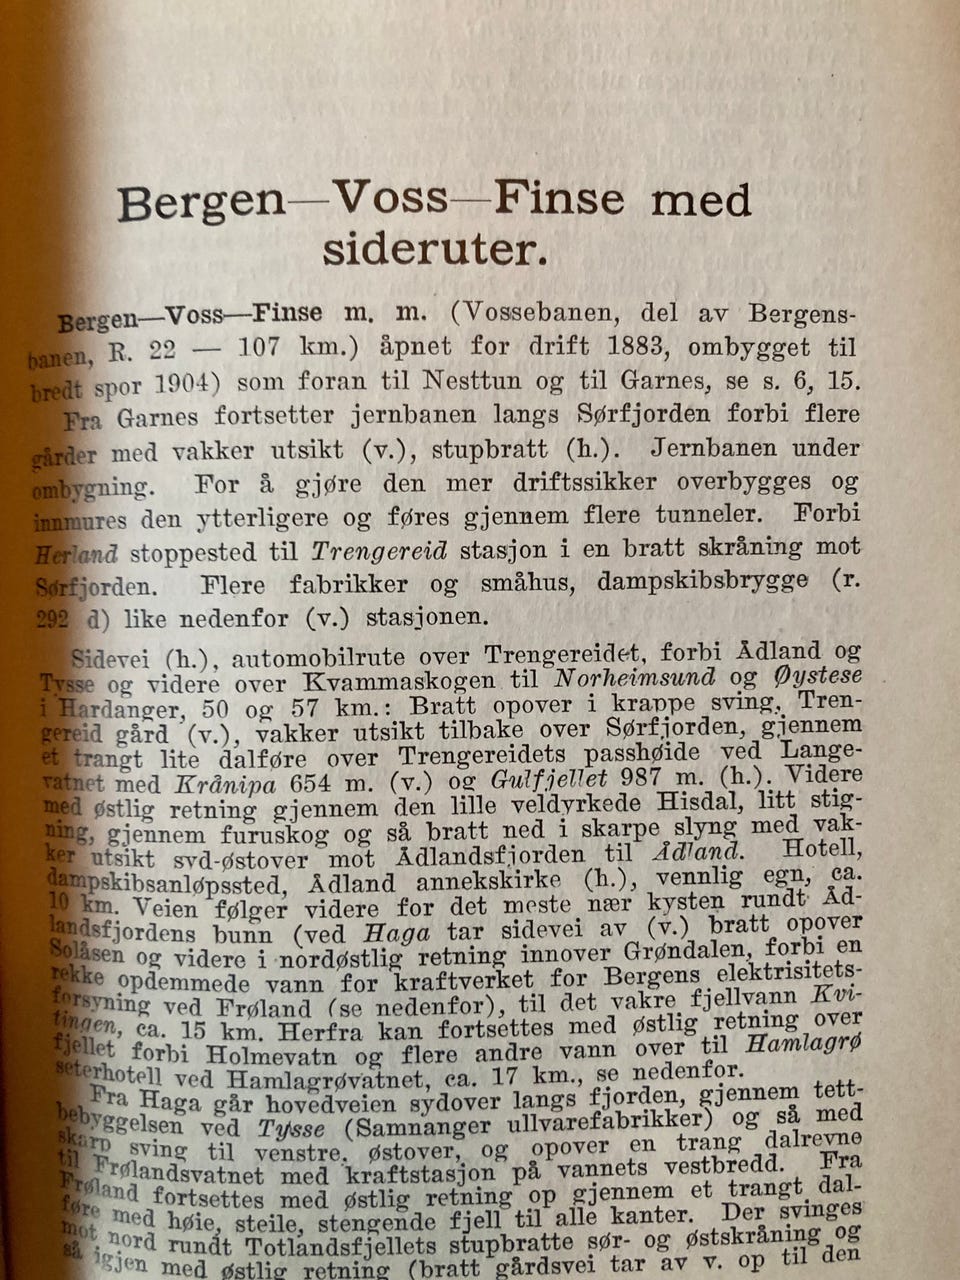 Bergen—Voss—Finse med
sideruter.
Bergen—Voss—Finse m. m. (Vossebanen, del av Bergens-
banen, R. 22 — 107 km.) åpnet for drift 1883, ombygget til
bredt spor 1904) som foran til Nesttun og til Garnes, se s. 6, 15.
Fra Garnes fortsetter jernbanen langs Sørfjorden forbi flere
gårder med vakker utsikt (v.), stupbratt (h.). Jernbanen under
ombygning. For å gjøre den mer driftssikker overbygges og
innmures den ytterligere og føres gjennem flere tunneler. Forbi
Herland stoppested til Trengereid stasjon i en bratt skråning mot
Sørfjorden. Flere fabrikker og småhus, dampskibsbrygge (r.
292 d) like nedenfor (v.) stasjonen.
Sidevei (h.), automobilrute over Trengereidet, forbi Ådland og
Tysse og videre over Kvammaskogen til Norheimsund og Øystese
i Hardanger, 50 og 57 km.: Bratt opover i krappe sving, Tren-
gereid gård (v.), vakker utsikt tilbake over Sørfjorden, gjennem
et trangt lite dalføre over Trengereidets passhøide ved Lange-
vatnet med Krånipa 654 m. (v.) og Gulfjellet 987 m. (h.). Videre
med østlig retning gjennem den lille veldyrkede Hisdal, litt stig-
ning, gjennem furuskog og så bratt ned i skarpe slyng med vak-
ker utsikt syd-østover mot Ådlandsfjorden til Ådland. Hotell,
dampskibsanløpssted, Ådland annekskirke (h.), vennlig egn, ca.
10 km. Veien følger videre for det meste nær kysten rundt Åd-
landsfjordens bunn (ved Haga tar sidevei av (v.) bratt opover
Solåsen og videre i nordøstlig retning innover Grøndalen, forbi en
rekke opdemmede vann for kraftverket for Bergens elektrisitets-
forsyning ved Frøland (se nedenfor), til det vakre fjellvann Kvi-
tingen, ca. 15 km. Herfra kan fortsettes med østlig retning over
fjellet forbi Holmevatn og flere andre vann over til Hamlagrø
seterhotell ved Hamlagrøvatnet, ca. 17 km., se nedenfor.
Fra Haga går hovedveien sydover langs fjorden, gjennem tett-
bebyggelsen ved Tysse (Samnanger ullvarefabrikker) og så med
skarp sving til venstre, østover, og opover en trang dalrevne
til Frølandsvatnet med kraftstasjon på vannets vestbredd. Fra
Frøland fortsettes med østlig retning op gjennem et trangt dal-
føre med høie, steile, stengende fjell til alle kanter. Der svinges
mot nord rundt Totlandsfjellets stupbratte sør- og østskråning og
så igjen med østlig retning (bratt gårdsvei tar av v. op til den